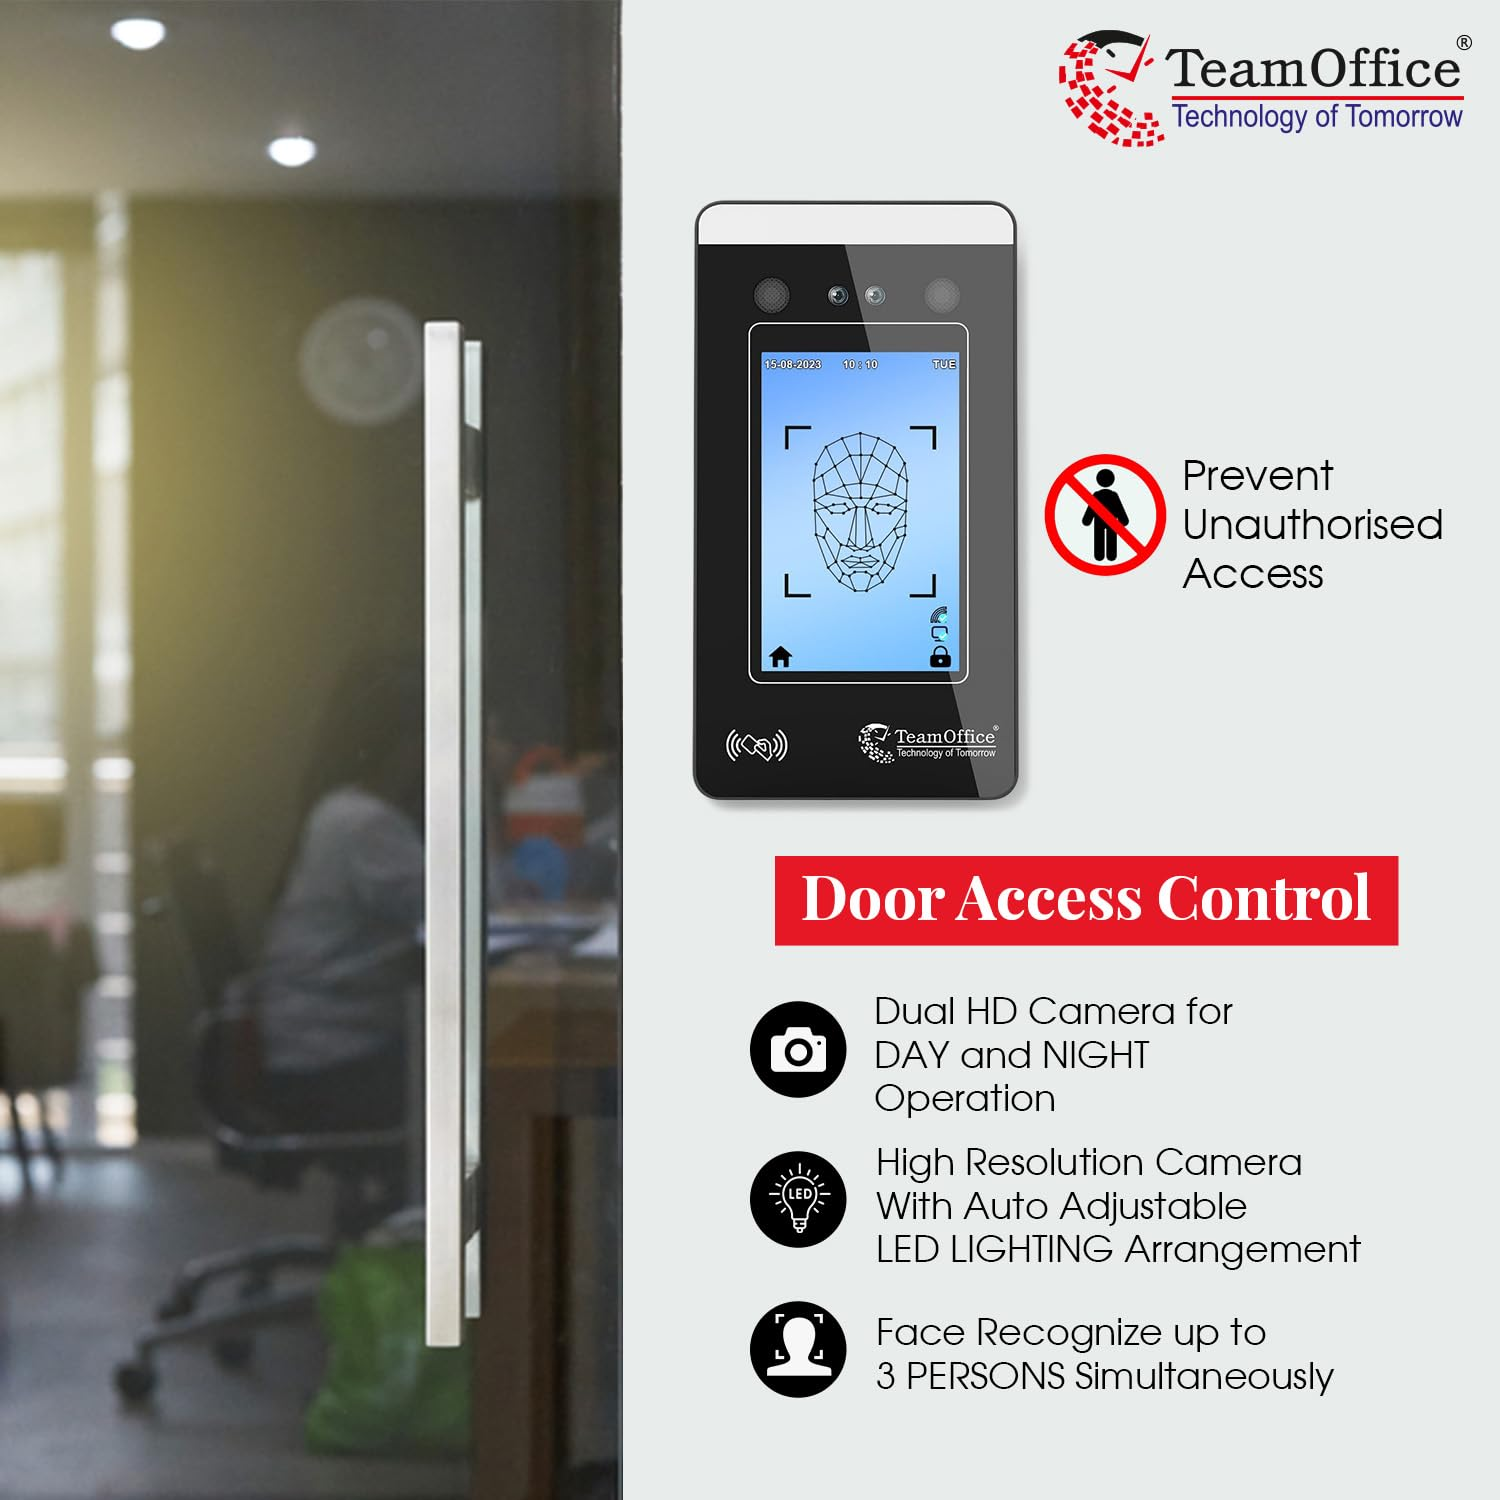 TeamOffice®
Technology of Tomorrow
15-08-2023 10:10 TUE
Prevent
Unauthorised
Access
TeamOffice®
Technology of Tomorrow
Door Access Control
Dual HD Camera for
DAY and NIGHT
Operation
High Resolution Camera
With Auto Adjustable
LED LIGHTING Arrangement
LED
Face Recognize up to
3 PERSONS Simultaneously